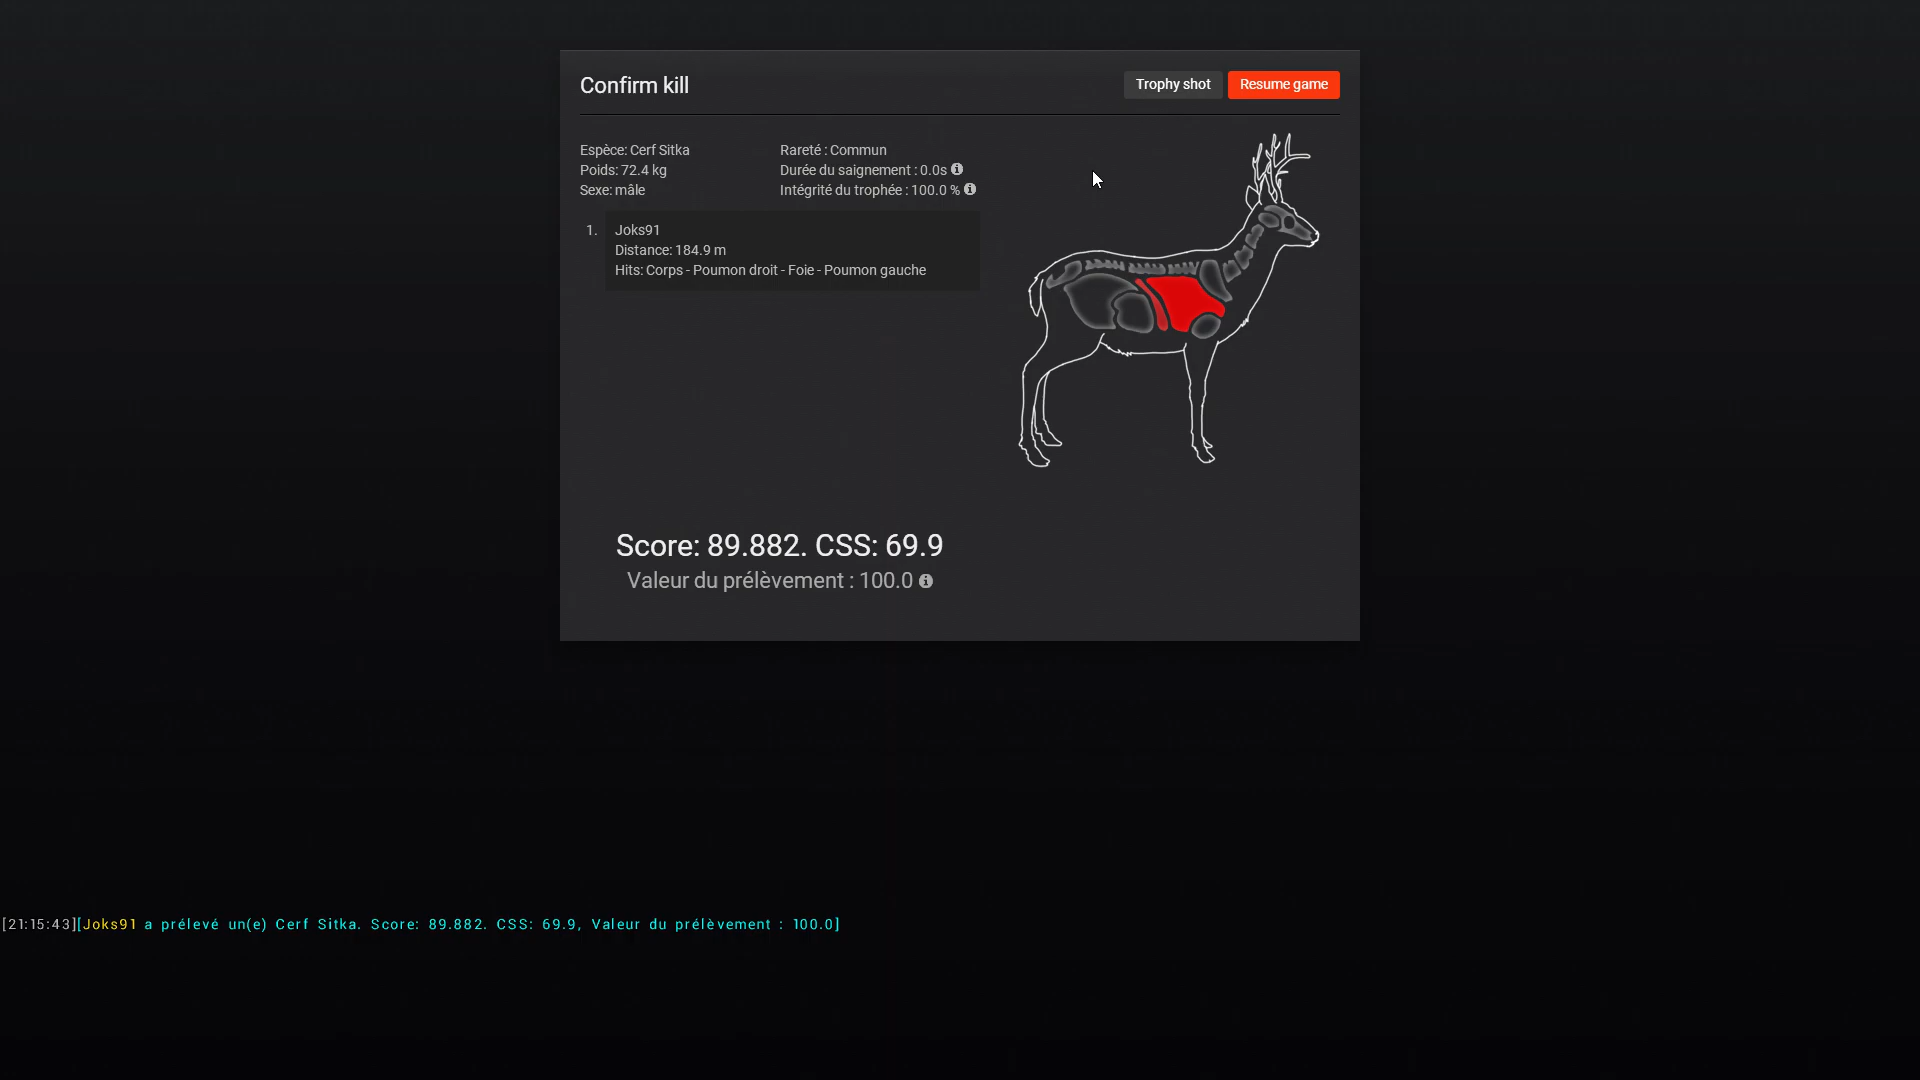 Confirm kill
Trophy shot
Resume game
Espèce: Cerf Sitka
Poids: 72.4 kg
Sexe: mâle
Rareté : Commun
Durée du saignement : 0.0s
Intégrité du trophée : 100.0 %
1.
Joks91
Distance: 184.9 m
Hits: Corps - Poumon droit - Foie - Poumon gauche
Score: 89.882. CSS: 69.9
Valeur du prélèvement : 100.0
[21:15:43][Joks91 a prélevé un(e) Cerf Sitka. Score: 89.882. CSS: 69.9, Valeur du prélèvement : 100.0]